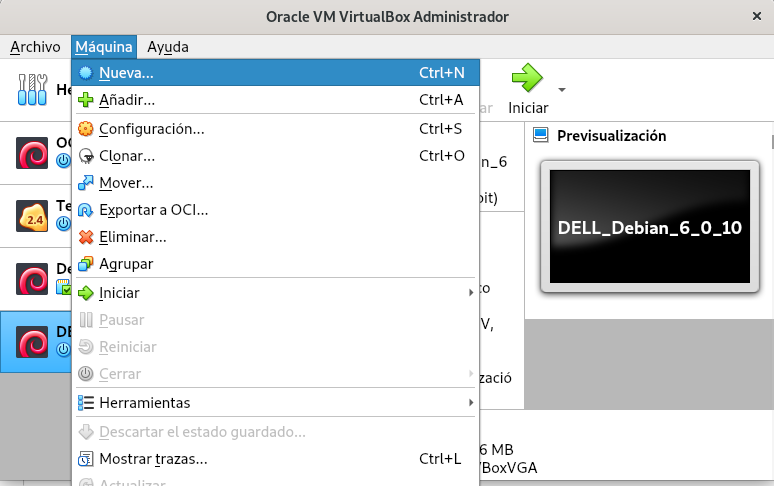 Oracle VM VirtualBox Administrador
Archivo Máquina Ayuda
Nueva... Ctrl+N
Añadir... Ctrl+A
Configuración... Ctrl+S
Clonar... Ctrl+O
Mover...
Exportar a OCI...
Eliminar...
Agrupar
Iniciar
Pausar
Reiniciar
Cerrar
Herramientas
Descartar el estado guardado...
Mostrar trazas... Ctrl+L
Actualizar
He
OC
Te
2.4
De
DE
ar
Iniciar
n_6
bit)
co
V,
zació
6 MB
BoxVGA
Previsualización
DELL_Debian_6_0_10